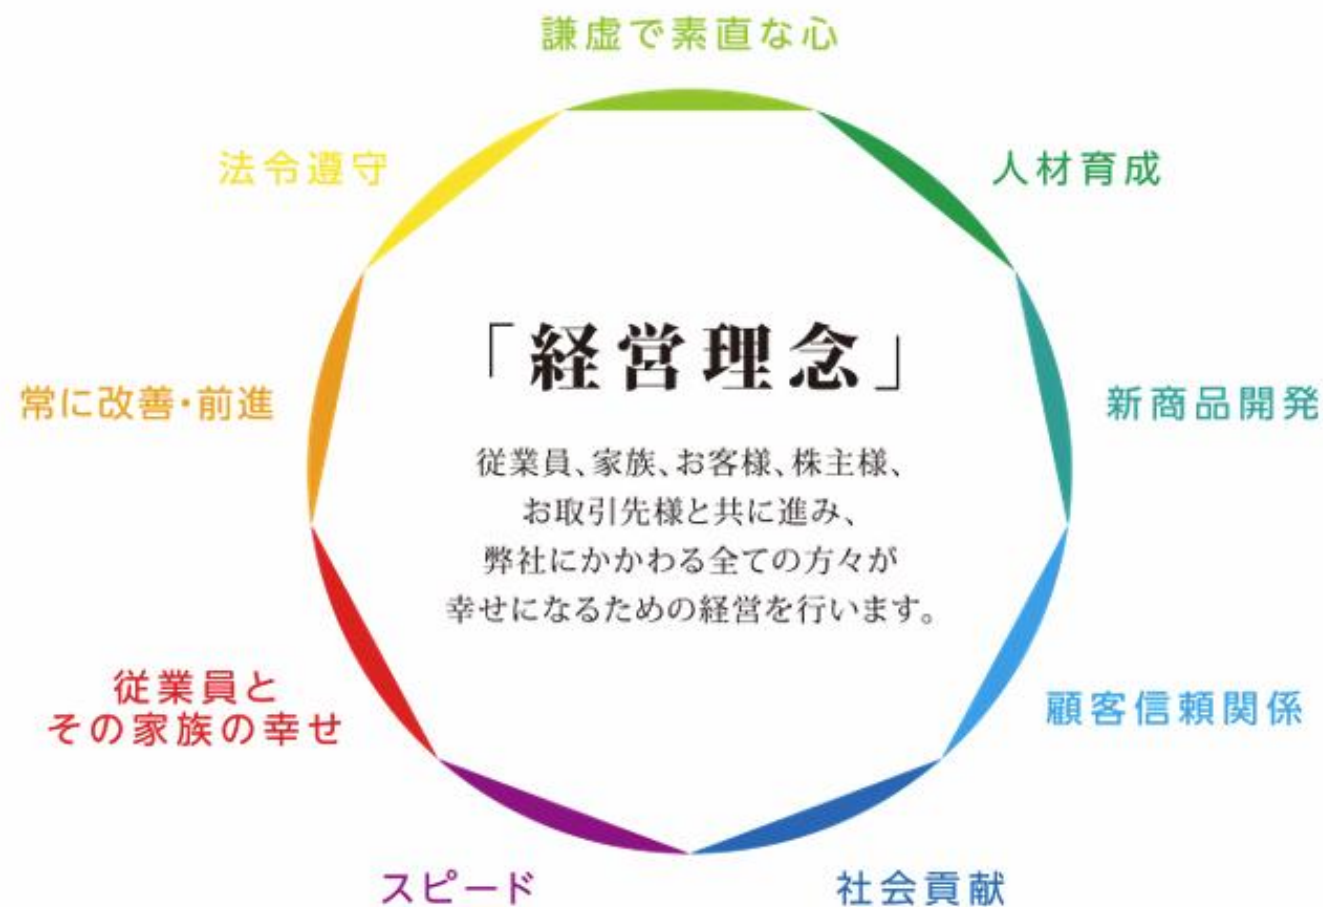 謙虚で素直な心
法令遵守
人材育成
「経営理念」
常に改善・前進
新商品開発
従業員、家族、お客様、株主様、
お取引先様と共に進み、
弊社にかかわる全ての方々が
幸せになるための経営を行います。
従業員と
その家族の幸せ
顧客信頼関係
スピード
社会貢献